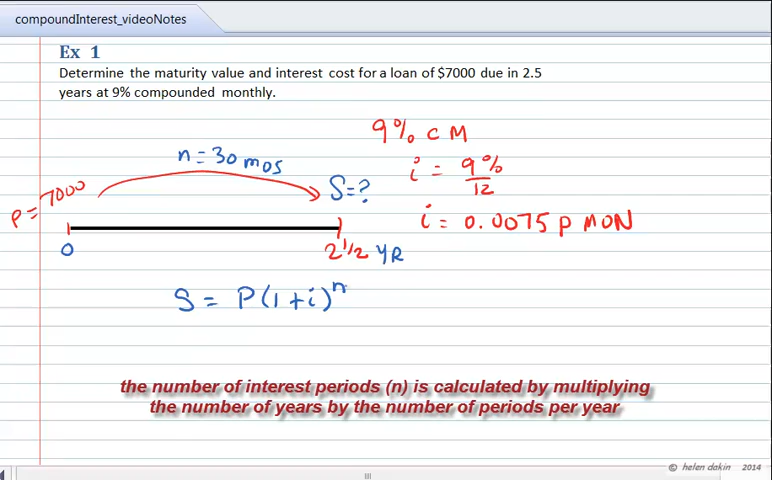 compoundInterest_videoNotes
Ex 1
Determine the maturity value and interest cost for a loan of $7000 due in 2.5
years at 9% compounded monthly.
9% c M
n = 30 mos
i = 9%/12
P = 7000
S = ?
i = 0.0075 p MON
0
2 1/2 YR
S = P(1+i)^n
the number of interest periods (n) is calculated by multiplying
the number of years by the number of periods per year
© helen dakin 2014